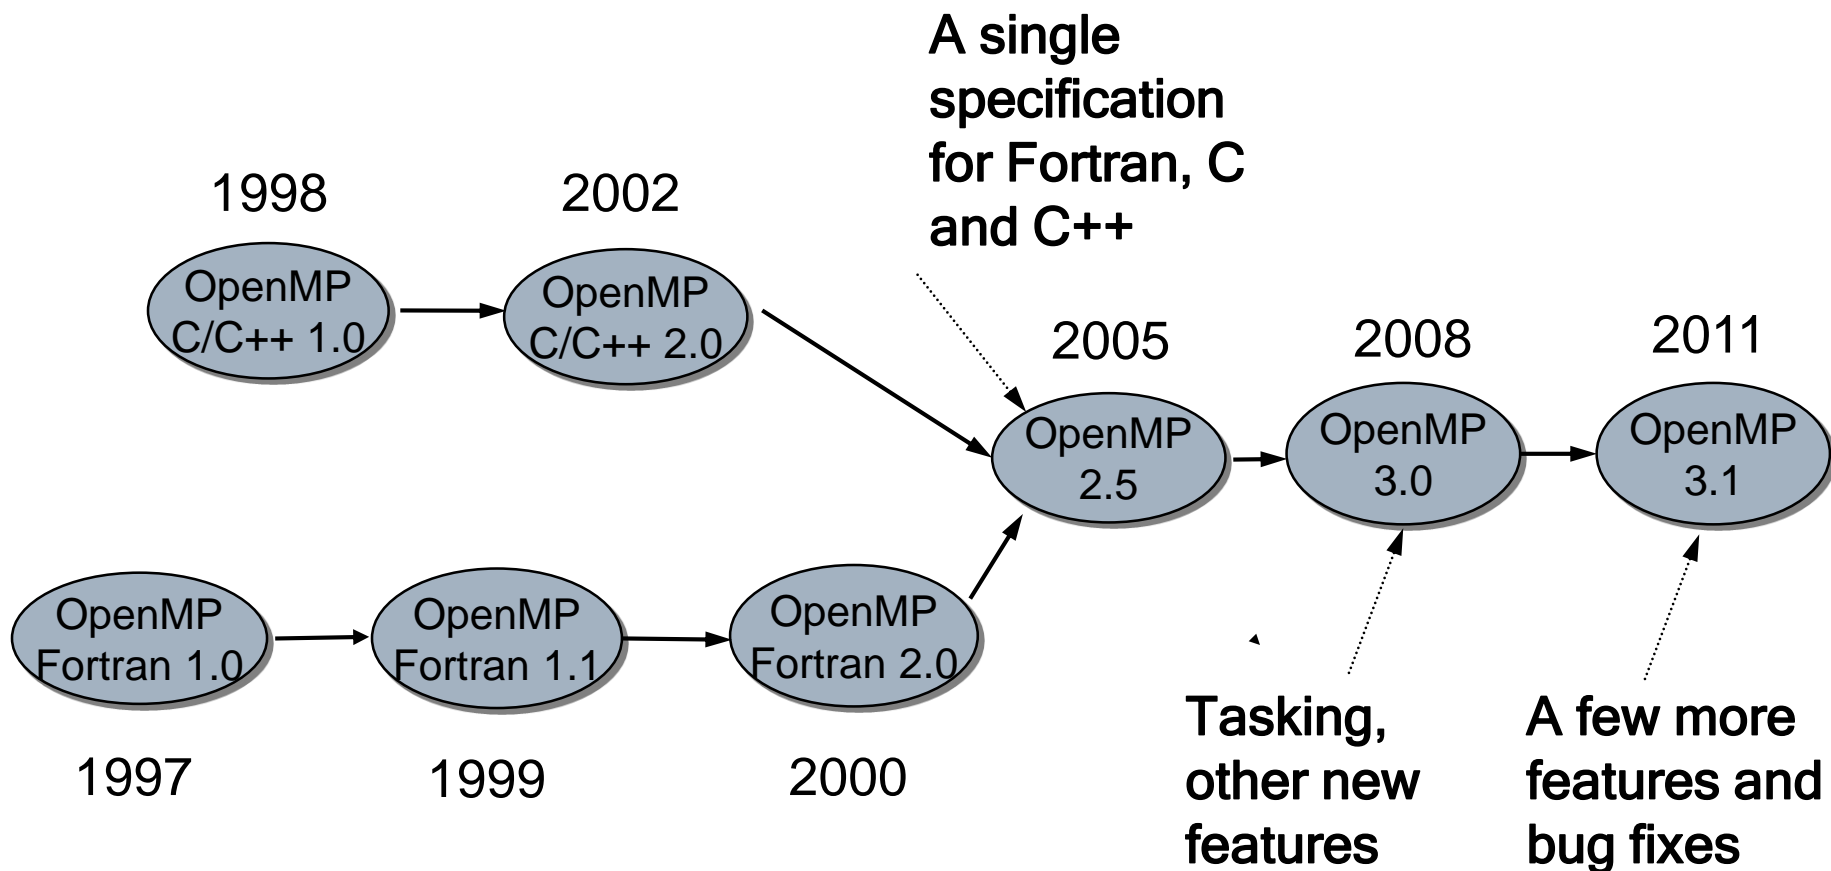 A single
specification
for Fortran, C
and C++
1998
2002
OpenMP
C/C++ 1.0
OpenMP
C/C++ 2.0
2005
2008
2011
OpenMP
2.5
OpenMP
3.0
OpenMP
3.1
OpenMP
Fortran 1.0
OpenMP
Fortran 1.1
OpenMP
Fortran 2.0
1997
1999
2000
Tasking,
other new
features
A few more
features and
bug fixes